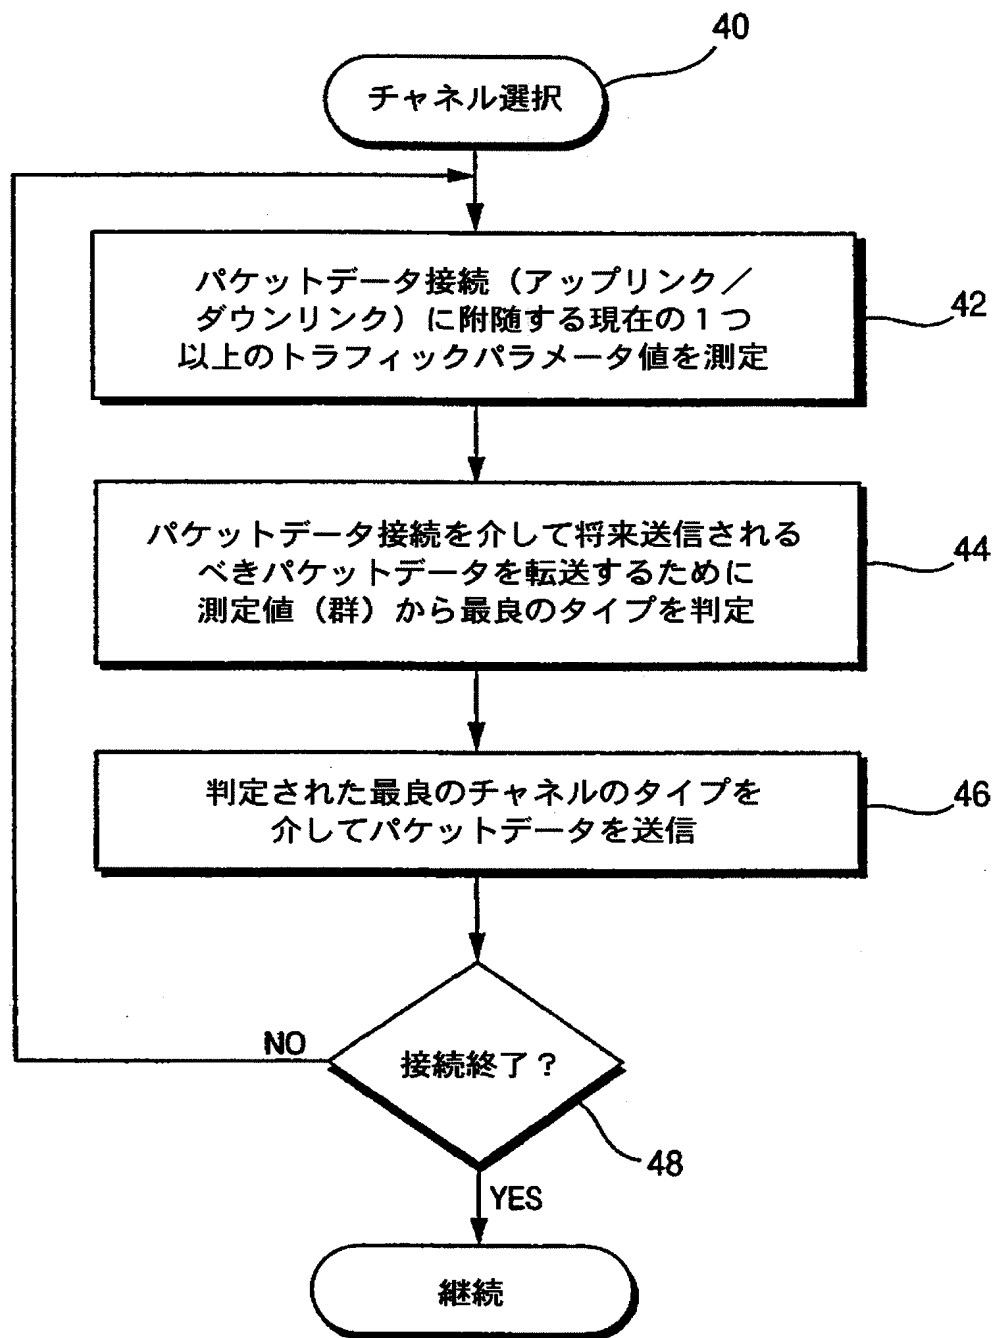 40
チャネル選択
パケットデータ接続（アップリンク／
ダウンリンク）に附随する現在の１つ
以上のトラフィックパラメータ値を測定
42
パケットデータ接続を介して将来送信される
べきパケットデータを転送するために
測定値（群）から最良のタイプを判定
44
判定された最良のチャネルのタイプを
介してパケットデータを送信
46
NO
接続終了？
48
YES
継続